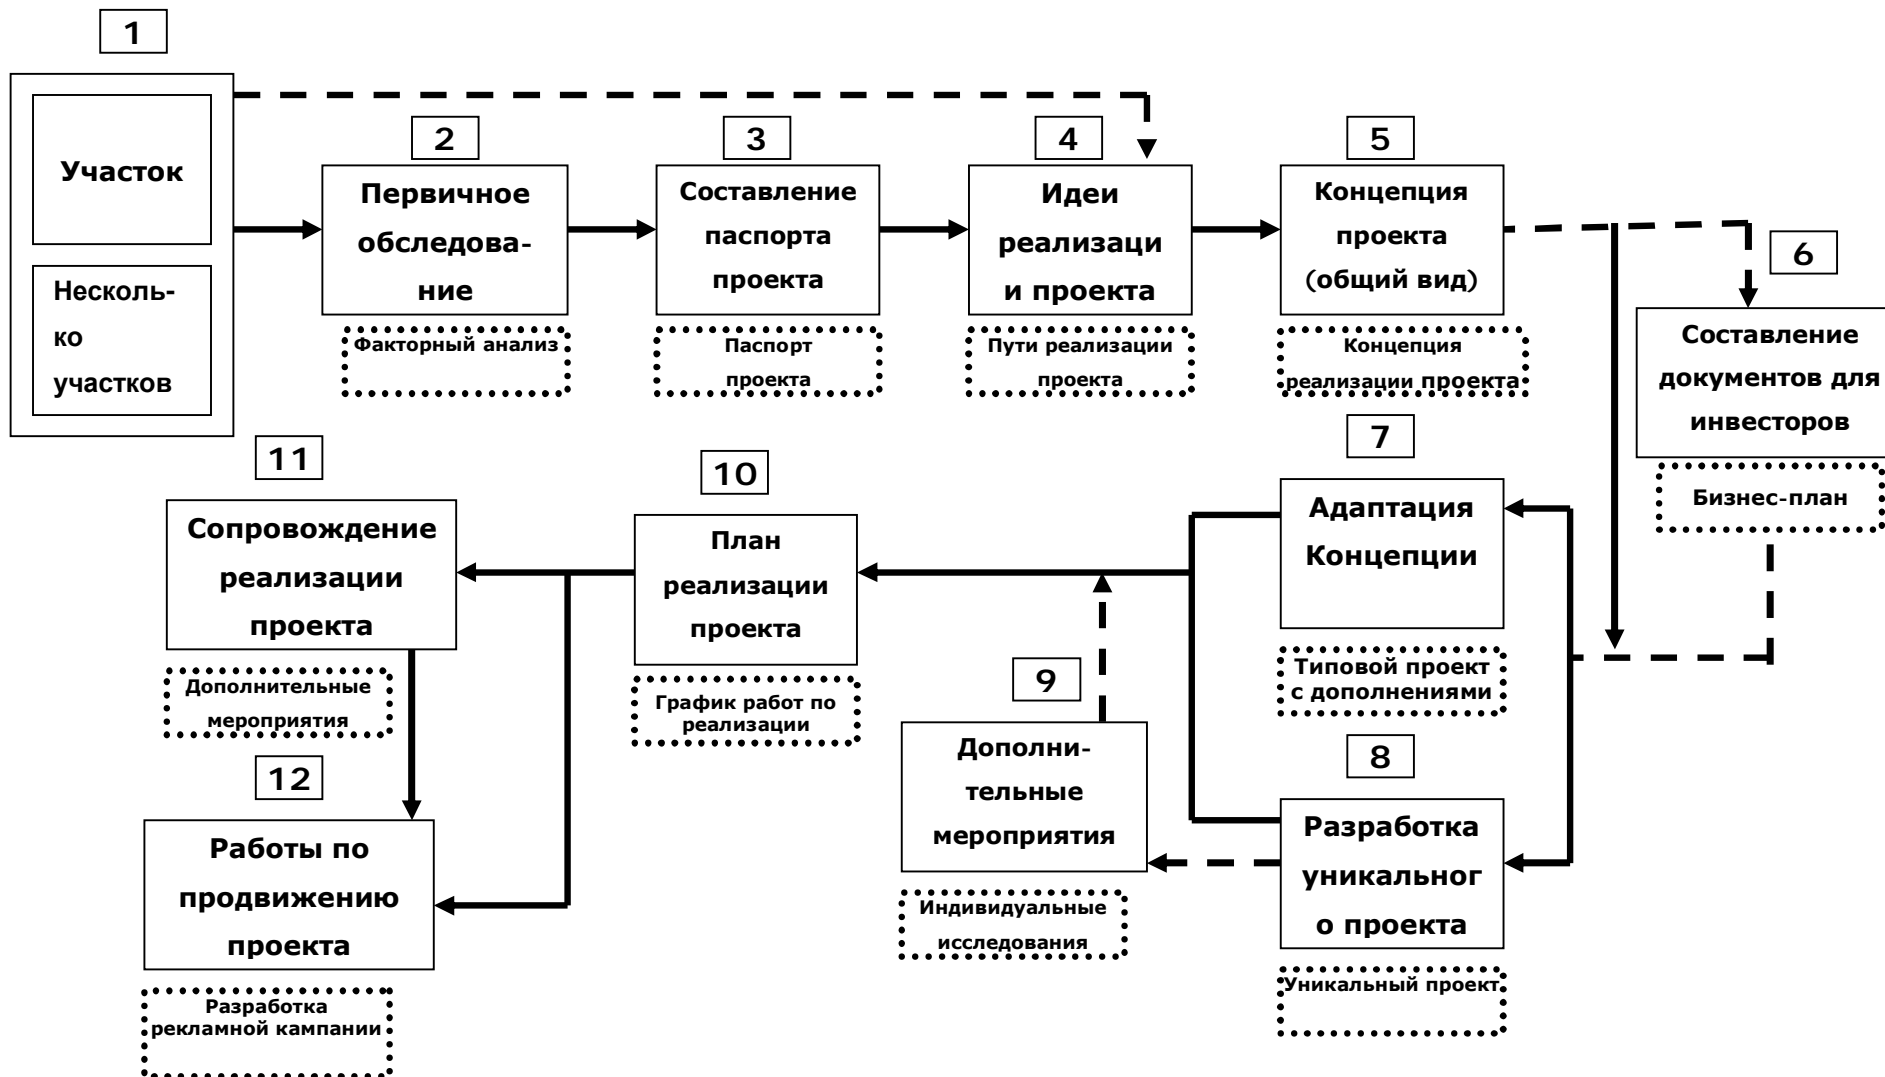 1
Участок
Несколь-
ко
участков
2
Первичное
обследова-
ние
Факторный анализ
3
Составление
паспорта
проекта
Паспорт
проекта
4
Идеи
реализаци
и проекта
Пути реализации
проекта
5
Концепция
проекта
(общий вид)
Концепция
реализации проекта
6
Составление
документов для
инвесторов
Бизнес-план
7
Адаптация
Концепции
Типовой проект
с дополнениями
8
Разработка
уникальног
о проекта
Уникальный проект
9
Дополни-
тельные
мероприятия
Индивидуальные
исследования
10
План
реализации
проекта
График работ по
реализации
11
Сопровождение
реализации
проекта
Дополнительные
мероприятия
12
Работы по
продвижению
проекта
Разработка
рекламной кампании